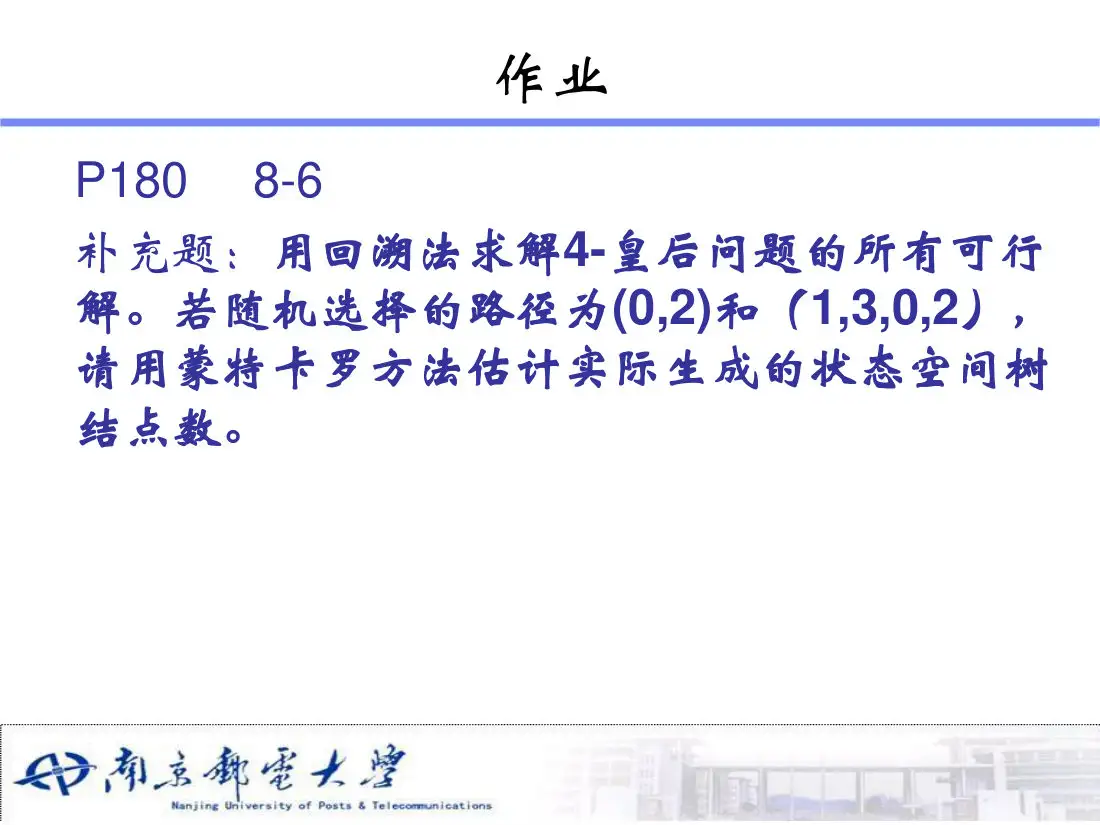 作业
P180 8-6
补充题：用回溯法求解4-皇后问题的所有可行
解。若随机选择的路径为(0,2)和（1,3,0,2），
请用蒙特卡罗方法估计实际生成的状态空间树
结点数。
南京邮电大学
Nanjing University of Posts & Telecommunications